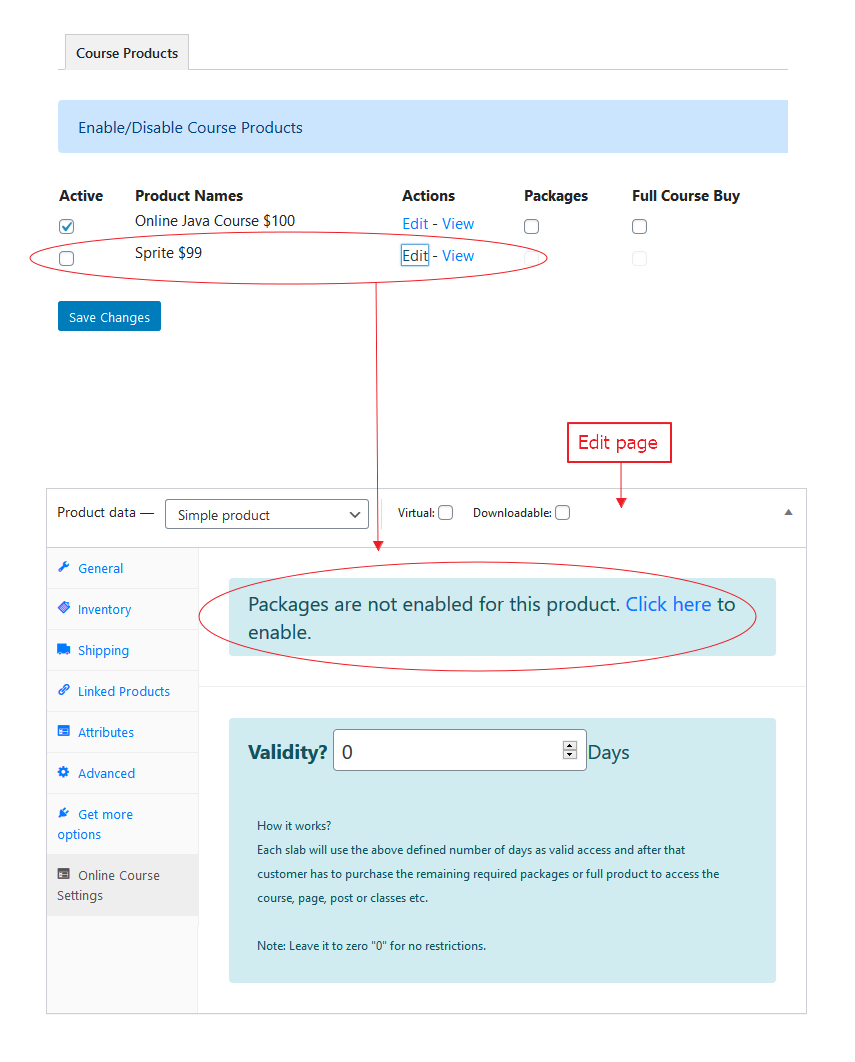 Course Products
Enable/Disable Course Products
Active Product Names Actions Packages Full Course Buy
Online Java Course $100 Edit - View
Sprite $99 Edit - View
Save Changes
Edit page
Product data — Simple product Virtual: Downloadable:
General
Inventory
Shipping
Linked Products
Attributes
Advanced
Get more
options
Online Course
Settings
Packages are not enabled for this product. Click here to
enable.
Validity? 0 Days
How it works?
Each slab will use the above defined number of days as valid access and after that
customer has to purchase the remaining required packages or full product to access the
course, page, post or classes etc.
Note: Leave it to zero "0" for no restrictions.